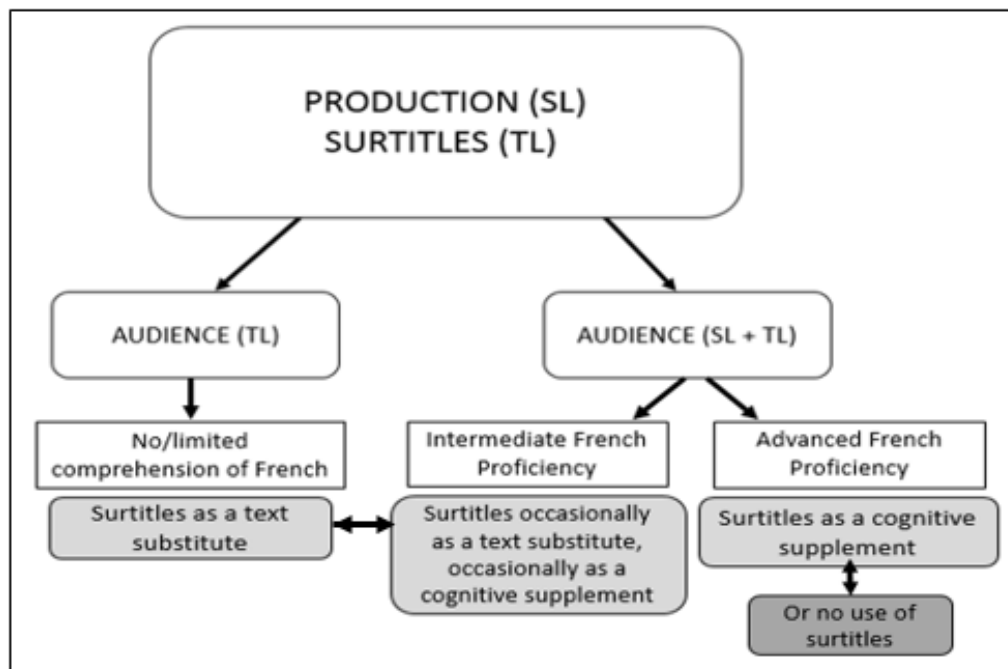 PRODUCTION (SL)
SURTITLES (TL)
AUDIENCE (TL)
AUDIENCE (SL + TL)
No/limited
comprehension of French
Intermediate French
Proficiency
Advanced French
Proficiency
Surtitles as a text
substitute
Surtitles occasionally
as a text substitute,
occasionally as a
cognitive supplement
Surtitles as a cognitive
supplement
Or no use of
surtitles